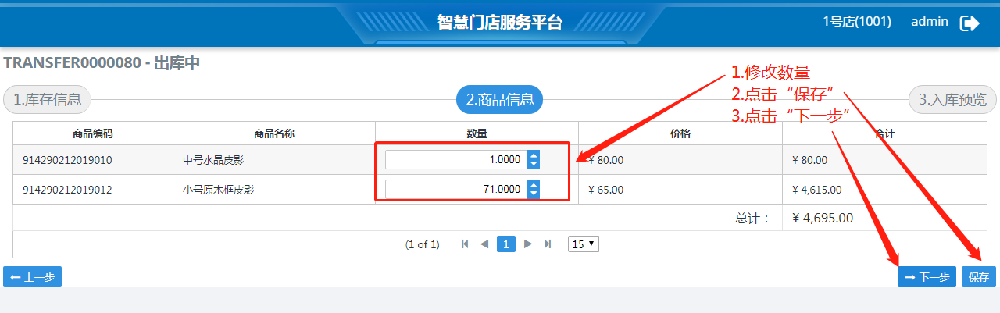 智慧门店服务平台
1号店(1001) admin
TRANSFER0000080 - 出库中
1.修改数量
2.点击“保存”
3.点击“下一步”
1.库存信息 2.商品信息 3.入库预览
商品编码 商品名称 数量 价格 合计
914290212019010 中号水晶皮影 1.0000 ¥ 80.00 ¥ 80.00
914290212019012 小号原木框皮影 71.0000 ¥ 65.00 ¥ 4,615.00
总计： ¥ 4,695.00
(1 of 1) 1 15
上一步 下一步 保存